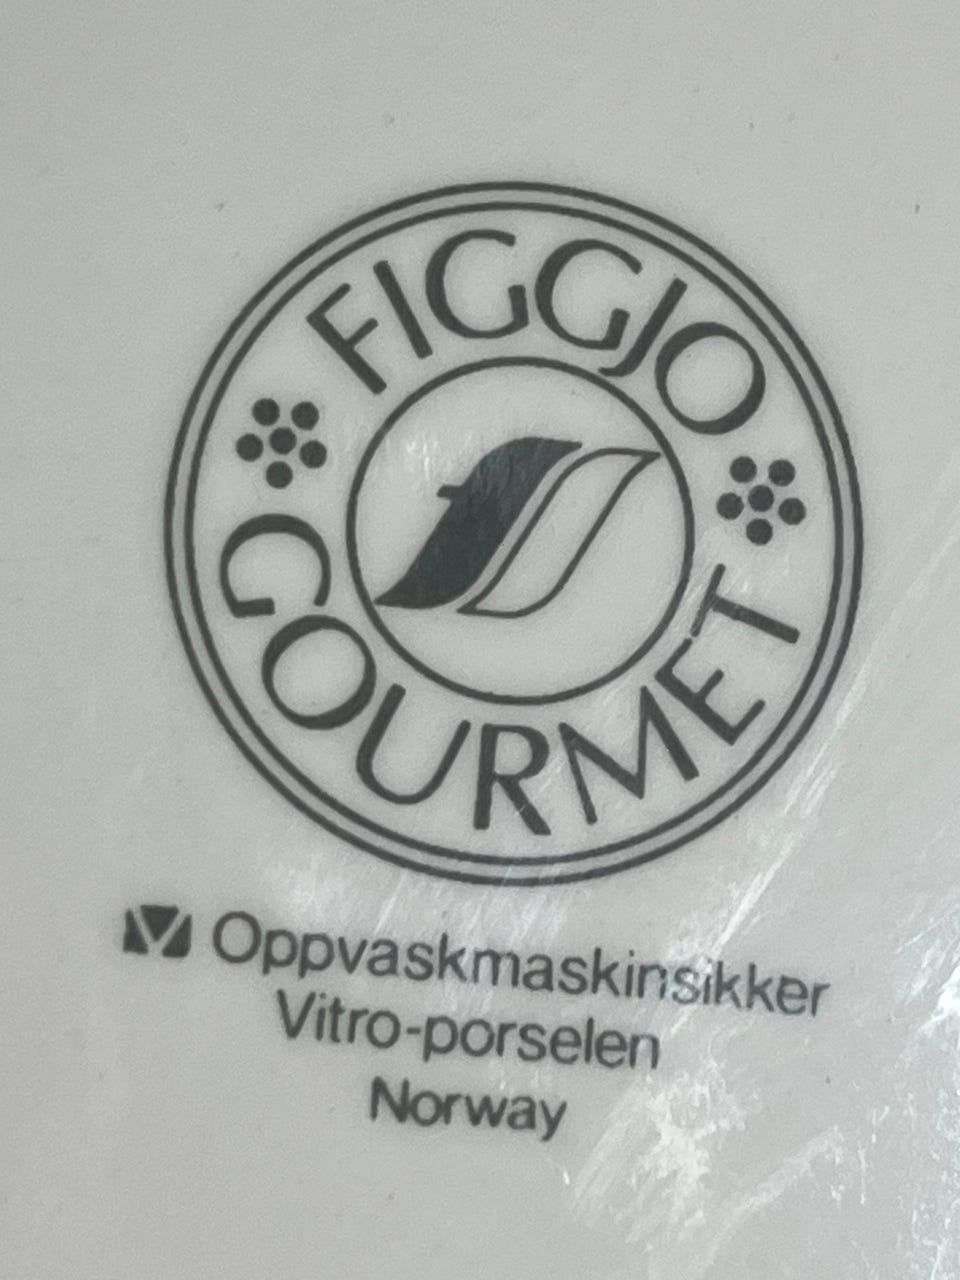 FIGGJO
GOURMET
Oppvaskmaskinsikker
Vitro-porselen
Norway